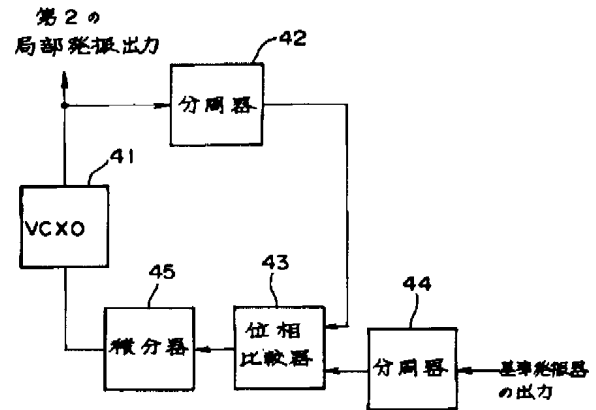 第2の
局部発振出力
42
分周器
41
VCXO
45
積分器
43
位相
比較器
44
分周器
基準発振器
の出力